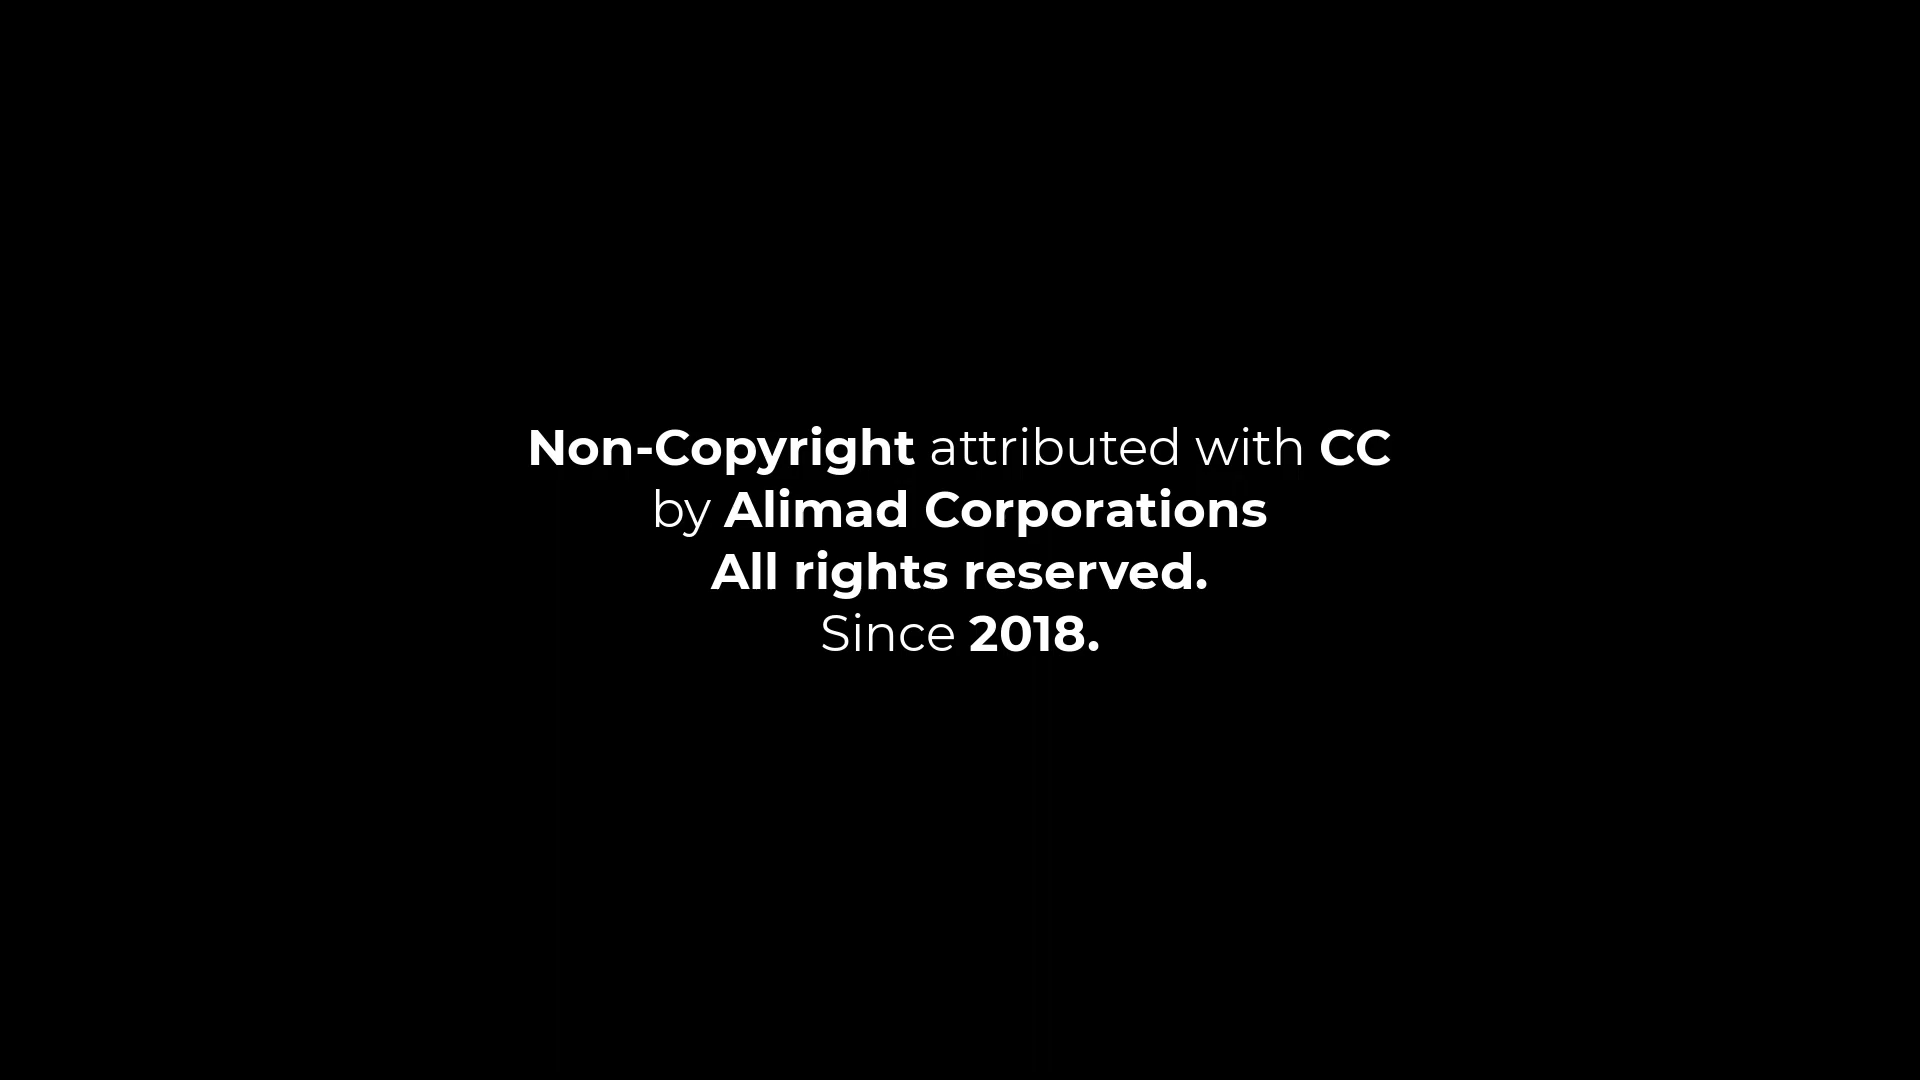 Non-Copyright attributed with CC
by Alimad Corporations
All rights reserved.
Since 2018.